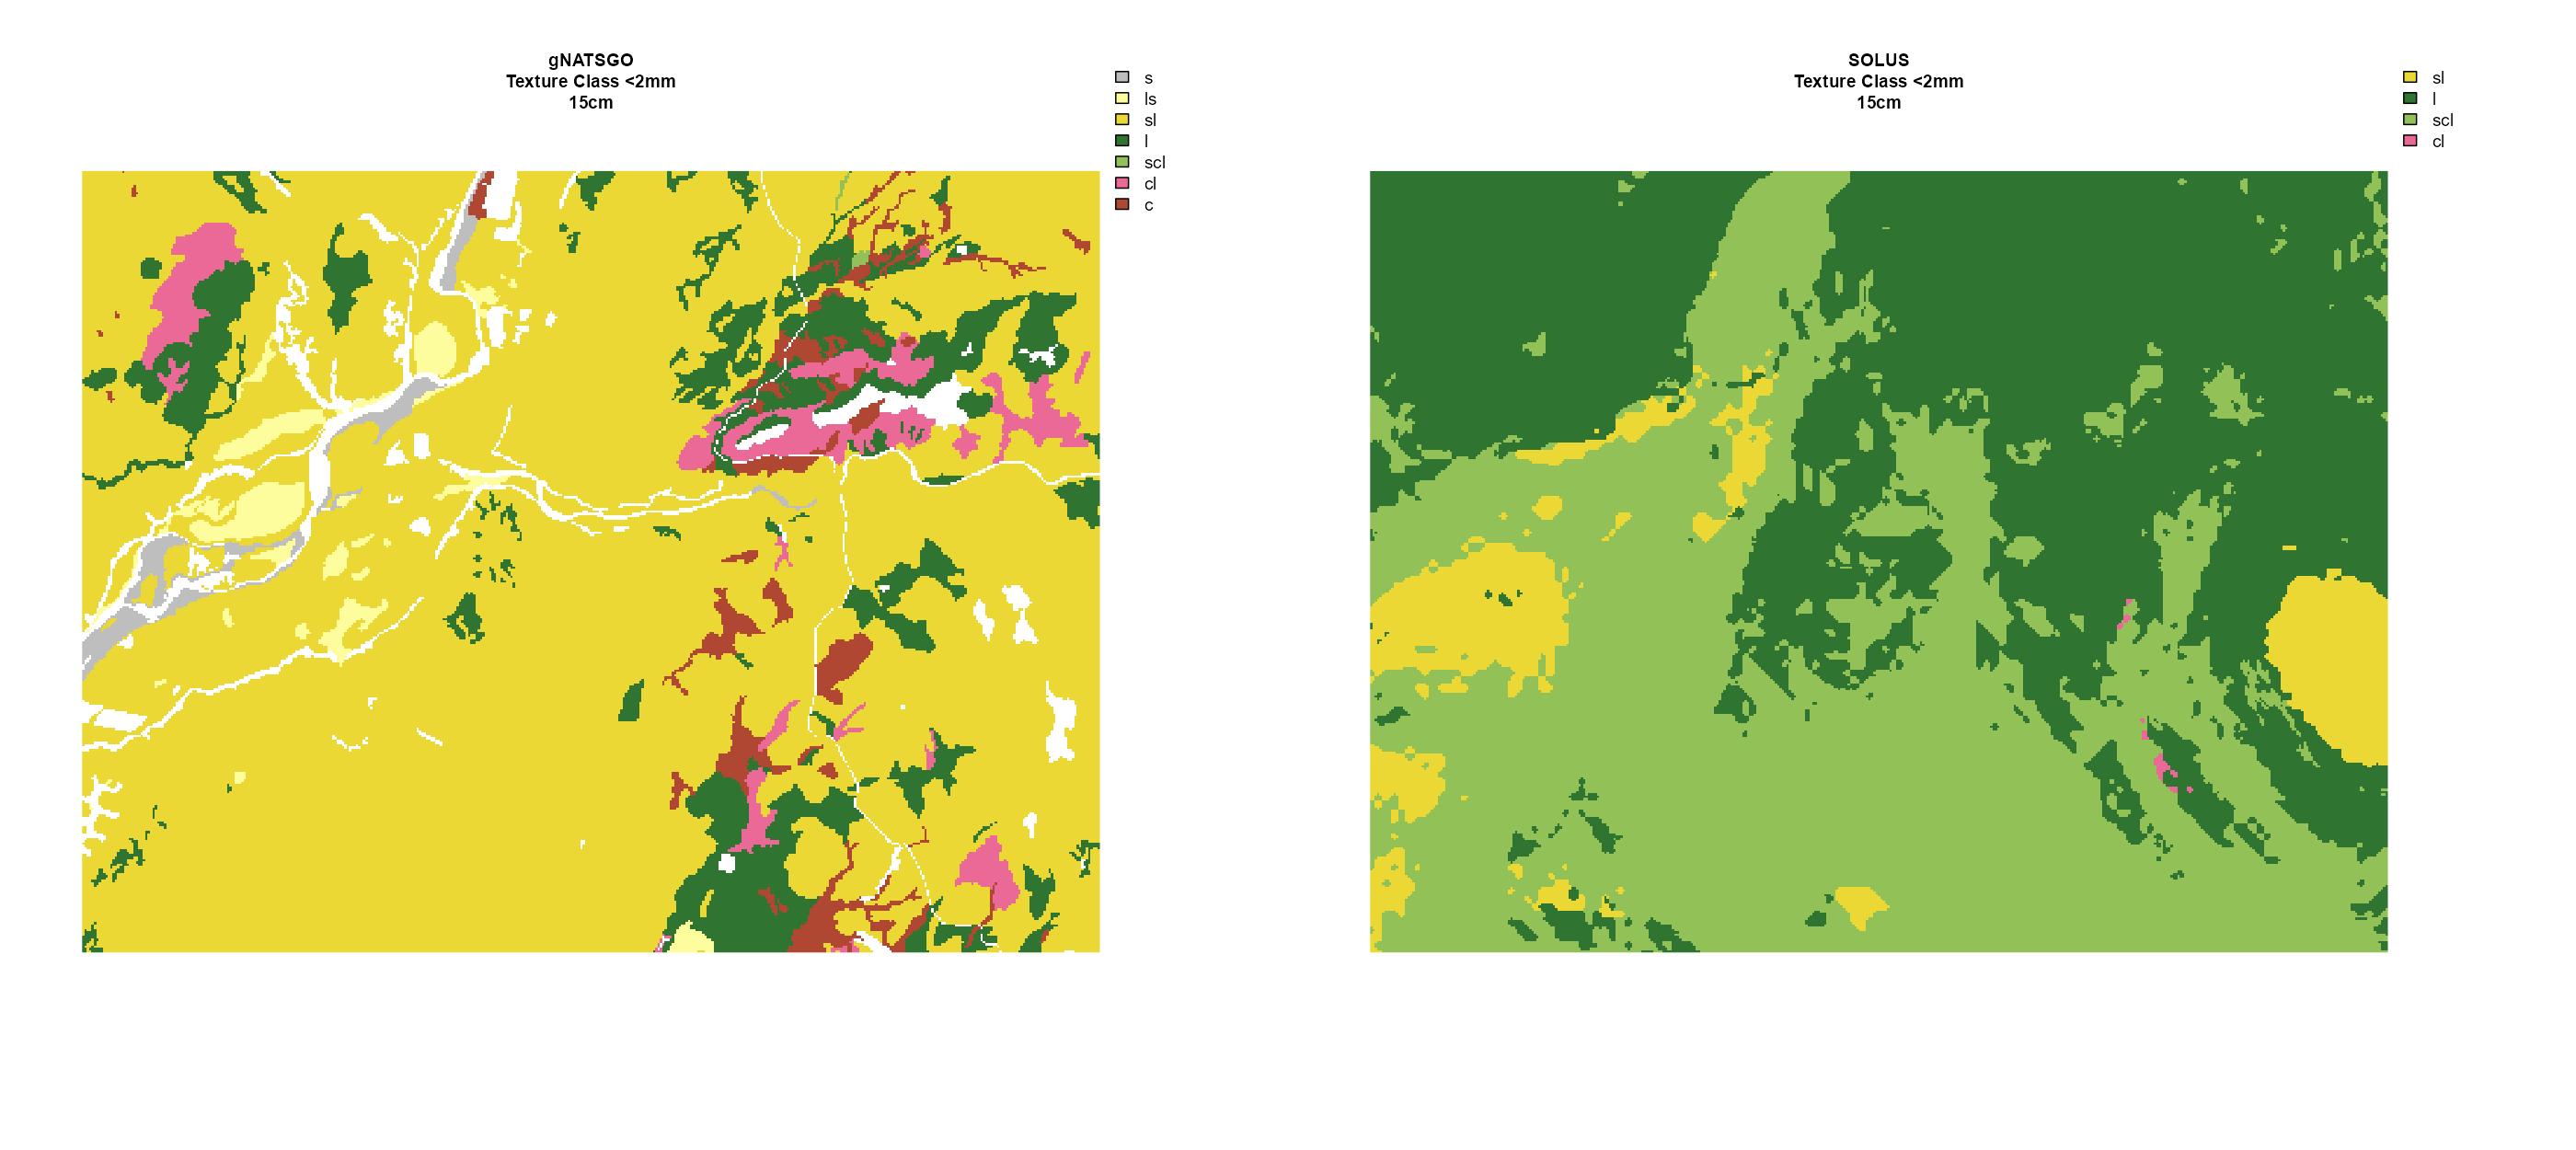 gNATSGO
Texture Class <2mm
15cm
s
ls
sl
l
scl
cl
c
SOLUS
Texture Class <2mm
15cm
sl
l
scl
cl